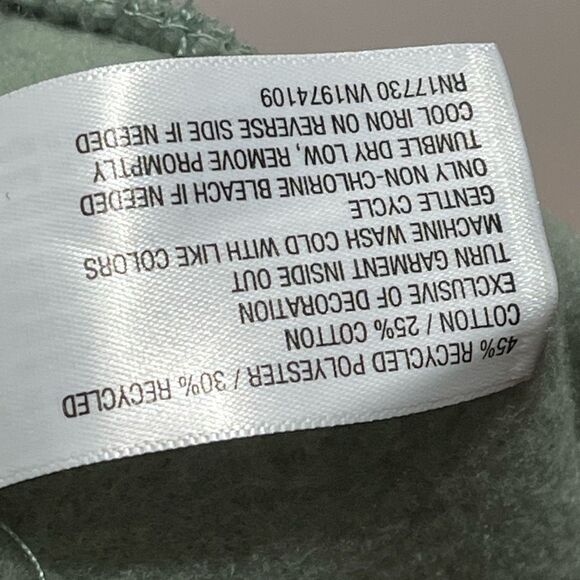 45% RECYCLED POLYESTER / 30% RECYCLED
COTTON / 25% COTTON
EXCLUSIVE OF DECORATION
TURN GARMENT INSIDE OUT
MACHINE WASH COLD WITH LIKE COLORS
GENTLE CYCLE
ONLY NON-CHLORINE BLEACH IF NEEDED
TUMBLE DRY LOW, REMOVE PROMPTLY
COOL IRON ON REVERSE SIDE IF NEEDED
RN17730 VN1974109